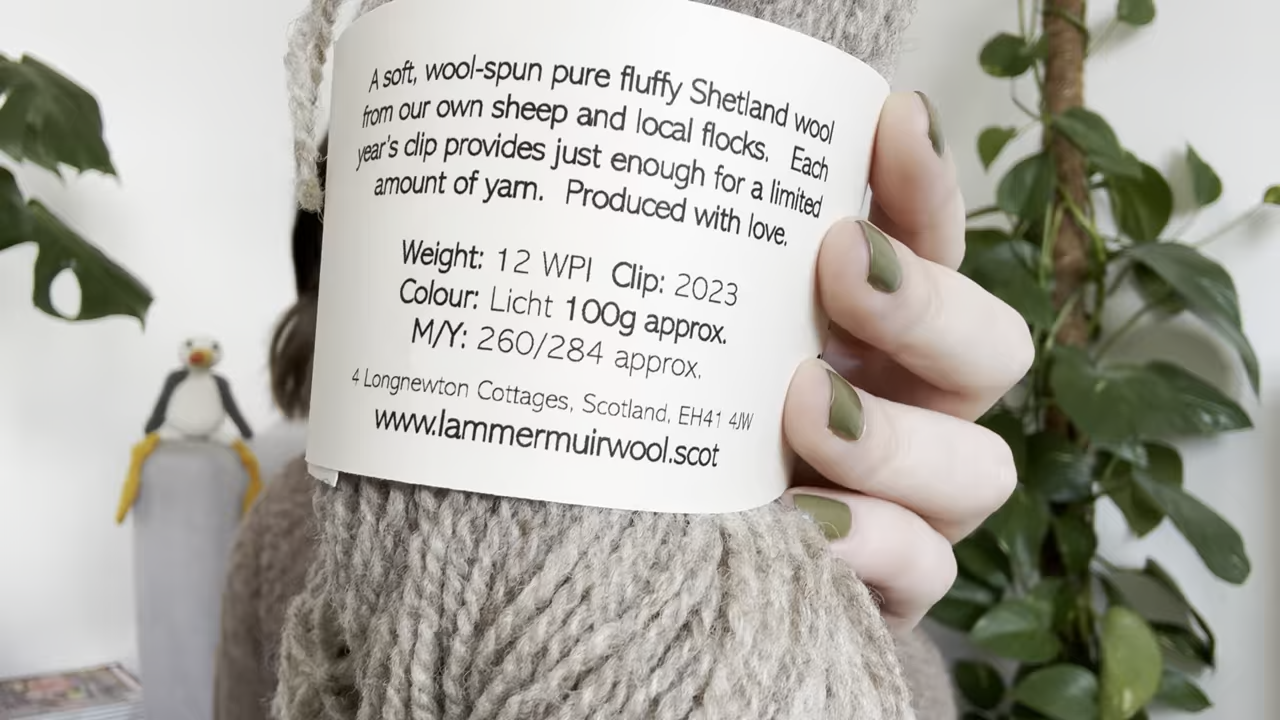 A soft, wool-spun pure fluffy Shetland wool
from our own sheep and local flocks. Each
year's clip provides just enough for a limited
amount of yarn. Produced with love.
Weight: 12 WPI Clip: 2023
Colour: Licht 100g approx.
M/Y: 260/284 approx.
4 Longnewton Cottages, Scotland, EH41 4JW
www.lammermuirwool.scot